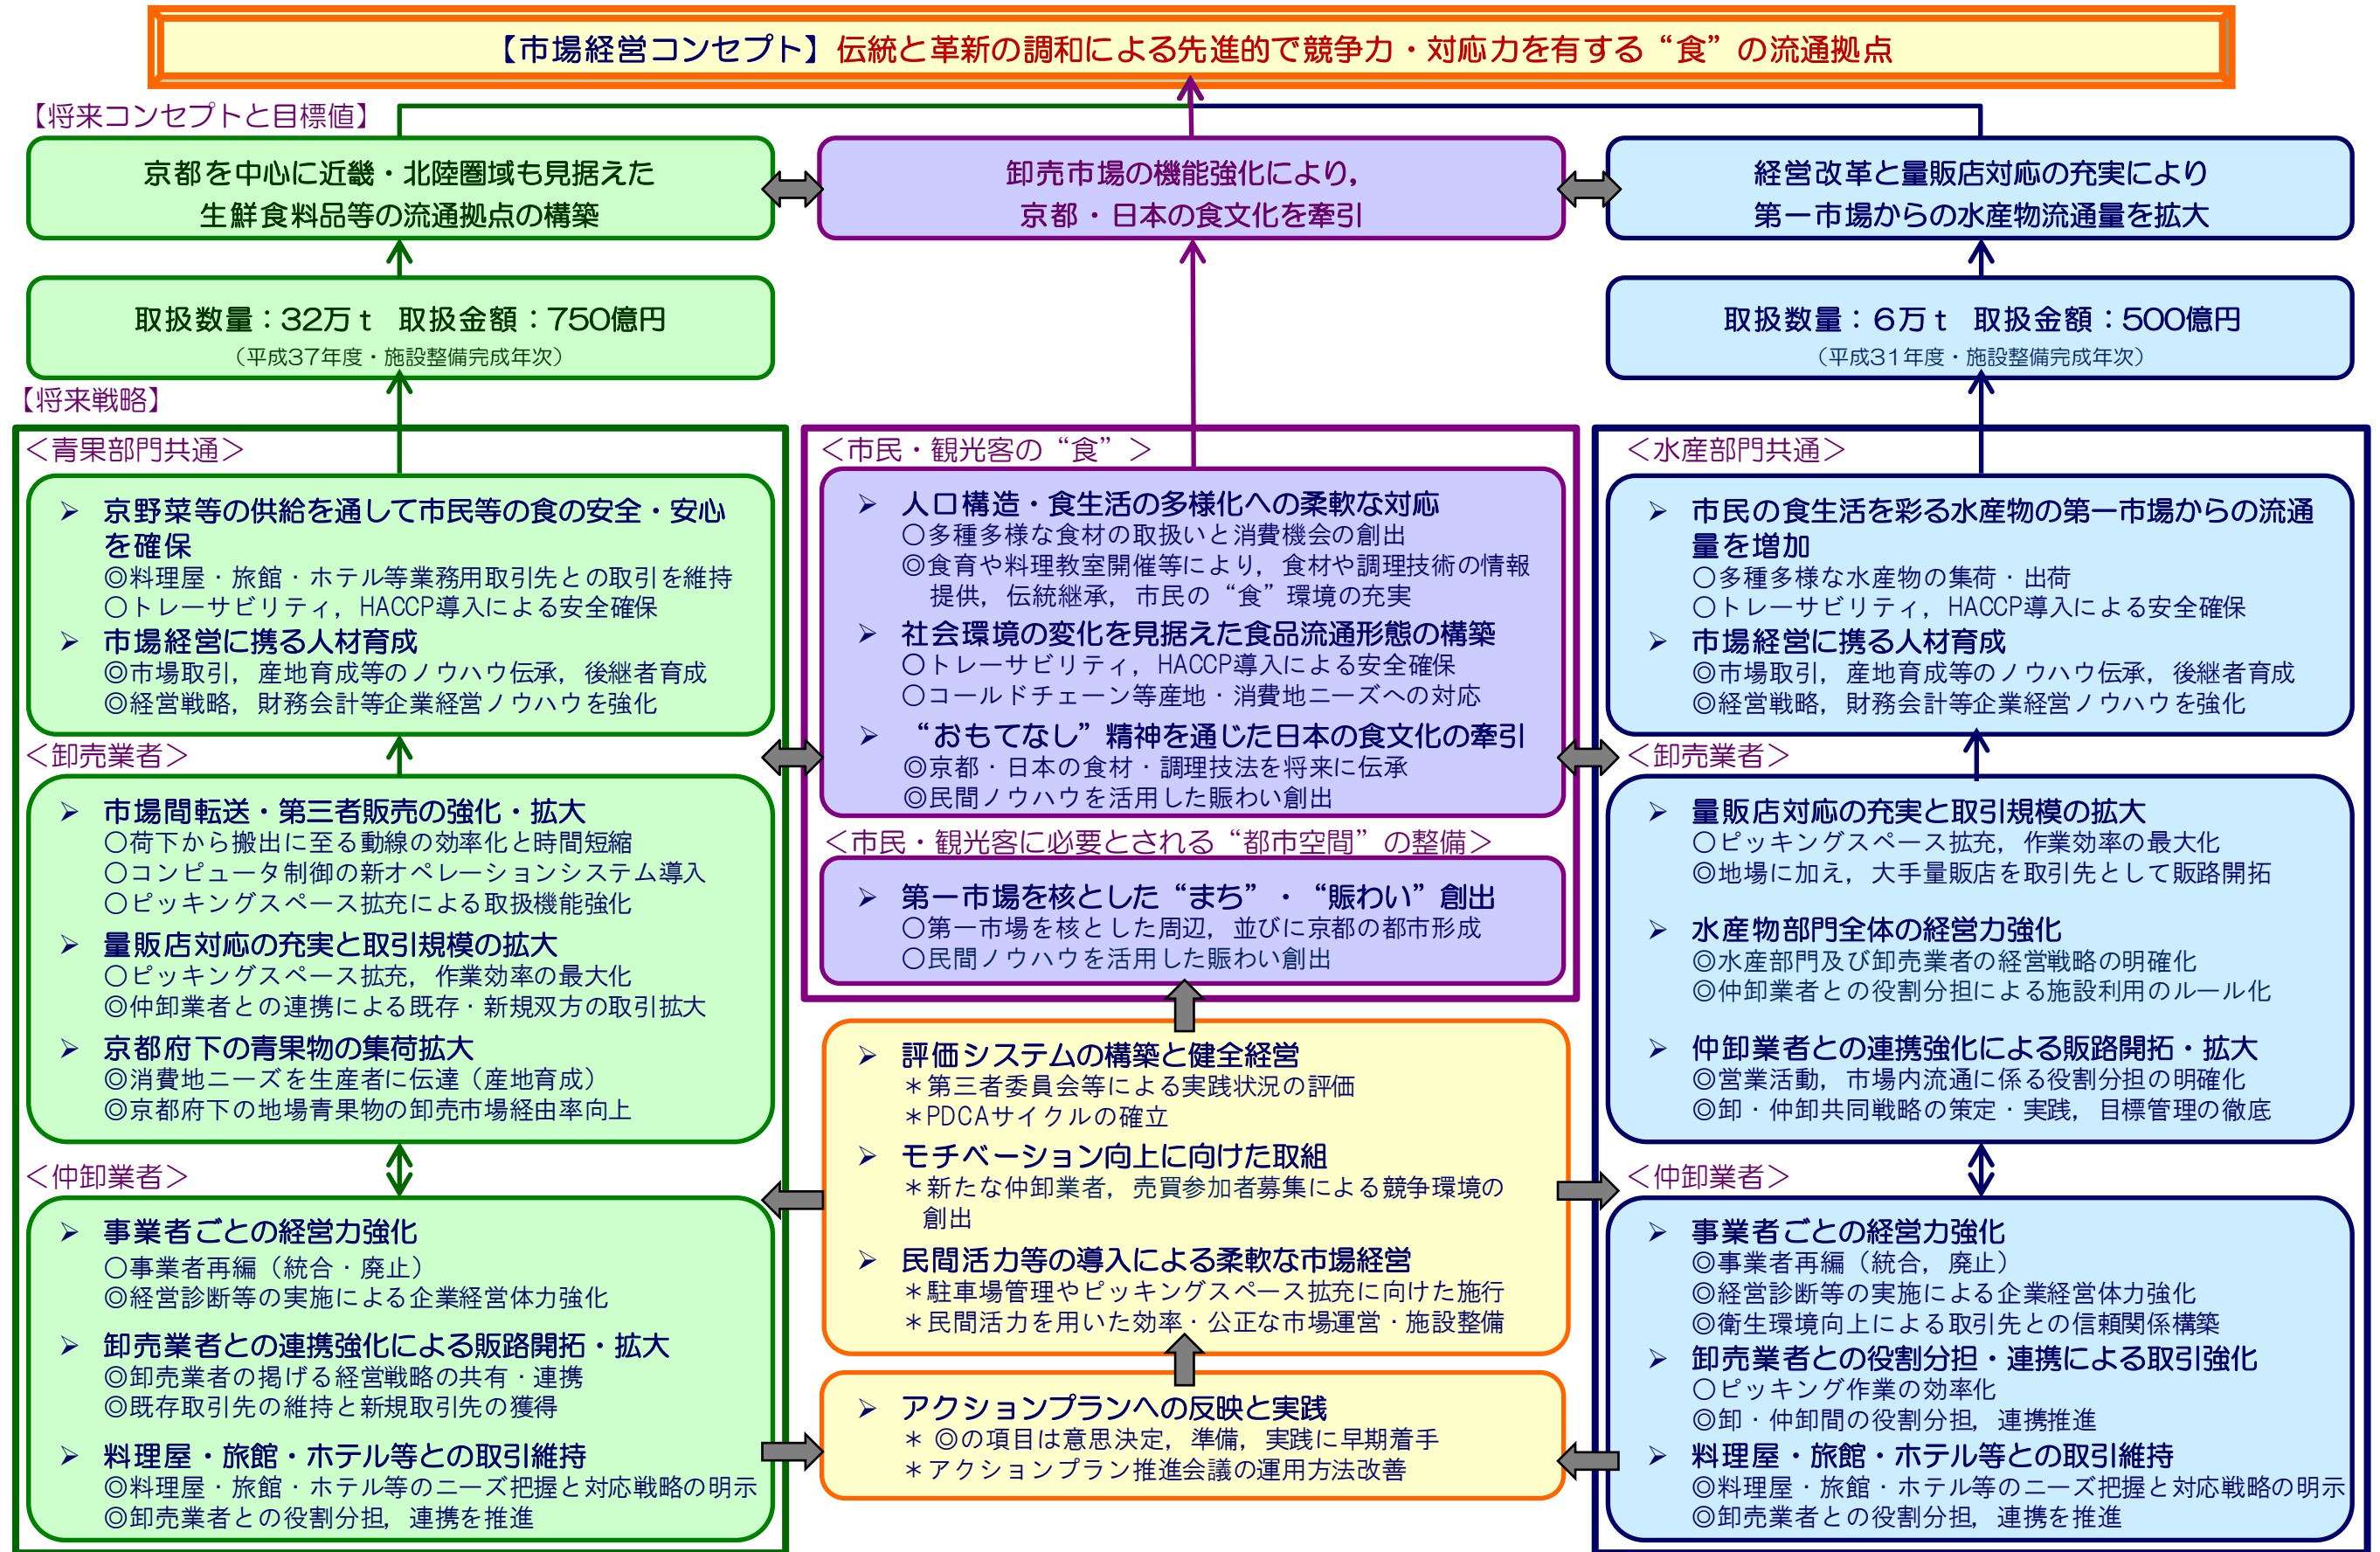 【市場経営コンセプト】伝統と革新の調和による先進的で競争力・対応力を有する“食”の流通拠点
【将来コンセプトと目標値】
京都を中心に近畿・北陸圏域も見据えた
生鮮食料品等の流通拠点の構築
卸売市場の機能強化により，
京都・日本の食文化を牽引
経営改革と量販店対応の充実により
第一市場からの水産物流通量を拡大
取扱数量：32万ｔ 取扱金額：750億円
（平成37年度・施設整備完成年次）
取扱数量：６万ｔ 取扱金額：500億円
（平成31年度・施設整備完成年次）
【将来戦略】
＜青果部門共通＞
➢ 京野菜等の供給を通して市民等の食の安全・安心
を確保
◎料理屋・旅館・ホテル等業務用取引先との取引を維持
○トレーサビリティ，HACCP導入による安全確保
➢ 市場経営に携る人材育成
◎市場取引，産地育成等のノウハウ伝承，後継者育成
◎経営戦略，財務会計等企業経営ノウハウを強化
＜卸売業者＞
➢ 市場間転送・第三者販売の強化・拡大
○荷下から搬出に至る動線の効率化と時間短縮
○コンピュータ制御の新オペレーションシステム導入
○ピッキングスペース拡充による取扱機能強化
➢ 量販店対応の充実と取引規模の拡大
○ピッキングスペース拡充，作業効率の最大化
◎仲卸業者との連携による既存・新規双方の取引拡大
➢ 京都府下の青果物の集荷拡大
◎消費地ニーズを生産者に伝達（産地育成）
◎京都府下の地場青果物の卸売市場経由率向上
＜仲卸業者＞
➢ 事業者ごとの経営力強化
○事業者再編（統合・廃止）
◎経営診断等の実施による企業経営体力強化
➢ 卸売業者との連携強化による販路開拓・拡大
◎卸売業者の掲げる経営戦略の共有・連携
◎既存取引先の維持と新規取引先の獲得
➢ 料理屋・旅館・ホテル等との取引維持
◎料理屋・旅館・ホテル等のニーズ把握と対応戦略の明示
◎卸売業者との役割分担，連携を推進
＜市民・観光客の“食”＞
➢ 人口構造・食生活の多様化への柔軟な対応
○多種多様な食材の取扱いと消費機会の創出
◎食育や料理教室開催等により，食材や調理技術の情報
提供，伝統継承，市民の“食”環境の充実
➢ 社会環境の変化を見据えた食品流通形態の構築
○トレーサビリティ，HACCP導入による安全確保
○コールドチェーン等産地・消費地ニーズへの対応
➢ “おもてなし”精神を通じた日本の食文化の牽引
◎京都・日本の食材・調理技法を将来に伝承
◎民間ノウハウを活用した賑わい創出
＜市民・観光客に必要とされる“都市空間”の整備＞
➢ 第一市場を核とした“まち”・“賑わい”創出
○第一市場を核とした周辺，並びに京都の都市形成
○民間ノウハウを活用した賑わい創出
➢ 評価システムの構築と健全経営
＊第三者委員会等による実践状況の評価
＊PDCAサイクルの確立
➢ モチベーション向上に向けた取組
＊新たな仲卸業者，売買参加者募集による競争環境の
創出
➢ 民間活力等の導入による柔軟な市場経営
＊駐車場管理やピッキングスペース拡充に向けた施行
＊民間活力を用いた効率・公正な市場運営・施設整備
➢ アクションプランへの反映と実践
＊ ◎の項目は意思決定，準備，実践に早期着手
＊アクションプラン推進会議の運用方法改善
＜水産部門共通＞
➢ 市民の食生活を彩る水産物の第一市場からの流通
量を増加
○多種多様な水産物の集荷・出荷
○トレーサビリティ，HACCP導入による安全確保
➢ 市場経営に携る人材育成
◎市場取引，産地育成等のノウハウ伝承，後継者育成
◎経営戦略，財務会計等企業経営ノウハウを強化
＜卸売業者＞
➢ 量販店対応の充実と取引規模の拡大
○ピッキングスペース拡充，作業効率の最大化
◎地場に加え，大手量販店を取引先として販路開拓
➢ 水産物部門全体の経営力強化
◎水産部門及び卸売業者の経営戦略の明確化
◎仲卸業者との役割分担による施設利用のルール化
➢ 仲卸業者との連携強化による販路開拓・拡大
◎営業活動，市場内流通に係る役割分担の明確化
◎卸・仲卸共同戦略の策定・実践，目標管理の徹底
＜仲卸業者＞
➢ 事業者ごとの経営力強化
◎事業者再編（統合，廃止）
◎経営診断等の実施による企業経営体力強化
◎衛生環境向上による取引先との信頼関係構築
➢ 卸売業者との役割分担・連携による取引強化
○ピッキング作業の効率化
◎卸・仲卸間の役割分担，連携推進
➢ 料理屋・旅館・ホテル等との取引維持
◎料理屋・旅館・ホテル等のニーズ把握と対応戦略の明示
◎卸売業者との役割分担，連携を推進